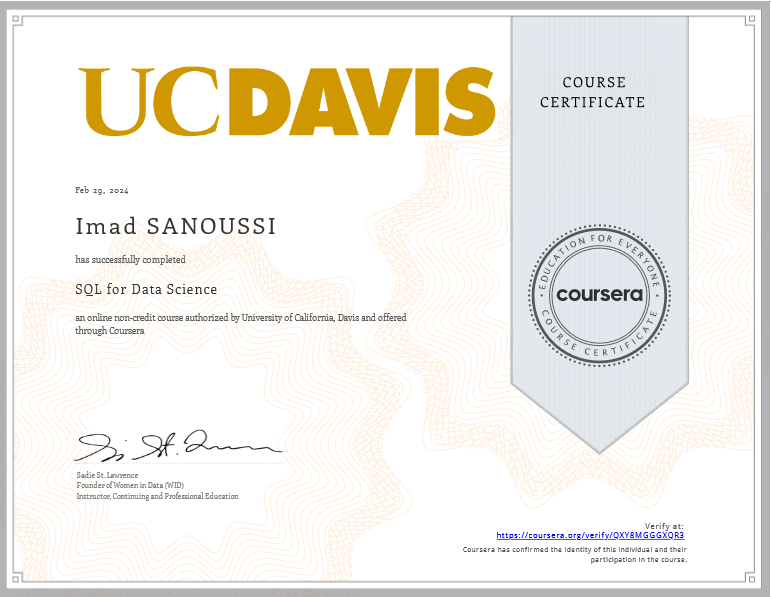 UCDAVIS
COURSE
CERTIFICATE
Feb 29, 2024
Imad SANOUSSI
has successfully completed
SQL for Data Science
an online non-credit course authorized by University of California, Davis and offered
through Coursera
EDUCATION FOR EVERYONE
coursera
COURSE CERTIFICATE
Sadie St. Lawrence
Founder of Women in Data (WID)
Instructor, Continuing and Professional Education
Verify at:
https://coursera.org/verify/QXY8MGGGXQR3
Coursera has confirmed the identity of this individual and their
participation in the course.